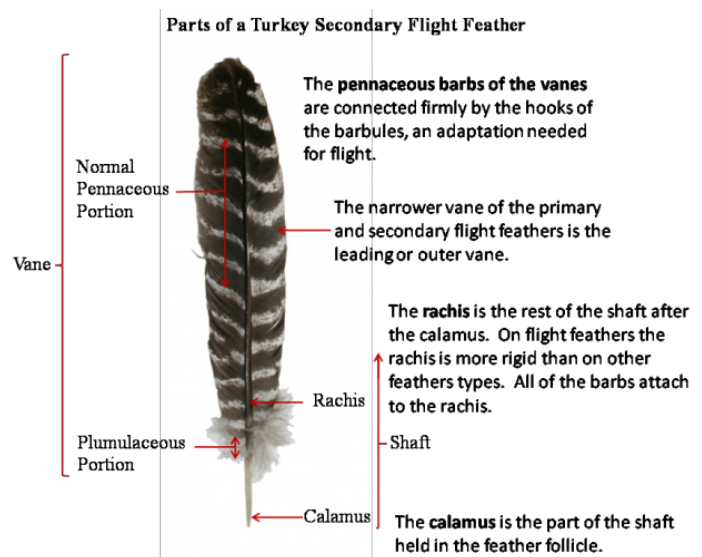 Parts of a Turkey Secondary Flight Feather
The pennaceous barbs of the vanes
are connected firmly by the hooks of
the barbules, an adaptation needed
for flight.
Normal
Pennaceous
Portion
The narrower vane of the primary
and secondary flight feathers is the
leading or outer vane.
Vane
The rachis is the rest of the shaft after
the calamus.  On flight feathers the
rachis is more rigid than on other
feathers types.  All of the barbs attach
to the rachis.
Rachis
Plumulaceous
Portion
Shaft
Calamus
The calamus is the part of the shaft
held in the feather follicle.